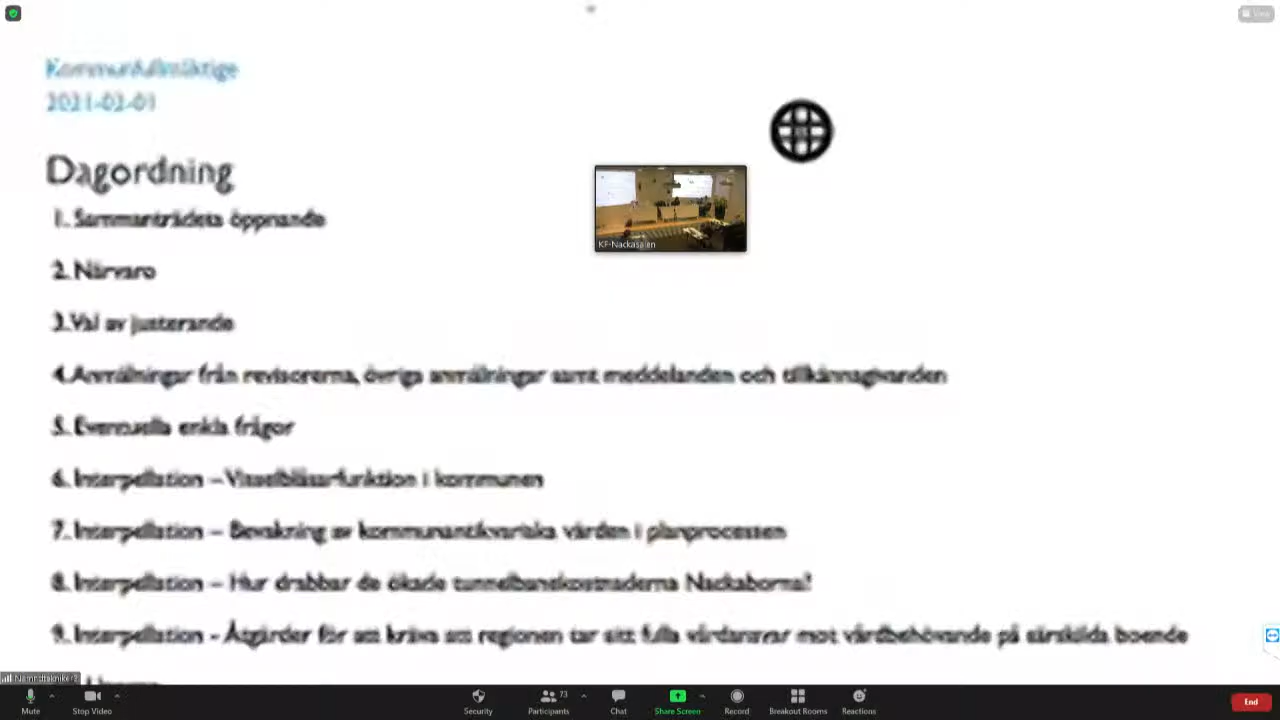 View
Kommunfullmäktige
2021-02-01
Dagordning
1. Sammanträdets öppnande
2. Närvaro
3. Val av justerande
4. Anmälningar från revisorerna, övriga anmälningar samt meddelanden och tillkännagivanden
5. Eventuella enkla frågor
6. Interpellation – Visselblåsarfunktion i kommunen
7. Interpellation – Bevakning av kommunantikvariska värden i planprocessen
8. Interpellation – Hur drabbar de ökade tunnelbanekostnaderna Nackaborna?
9. Interpellation - Åtgärder för att kräva att regionen tar sitt fulla vårdansvar mot vårdbehövande på särskilda boende
KF-Nackasalen
Mute
Stop Video
Security
Participants
73
Chat
Share Screen
Record
Breakout Rooms
Reactions
End